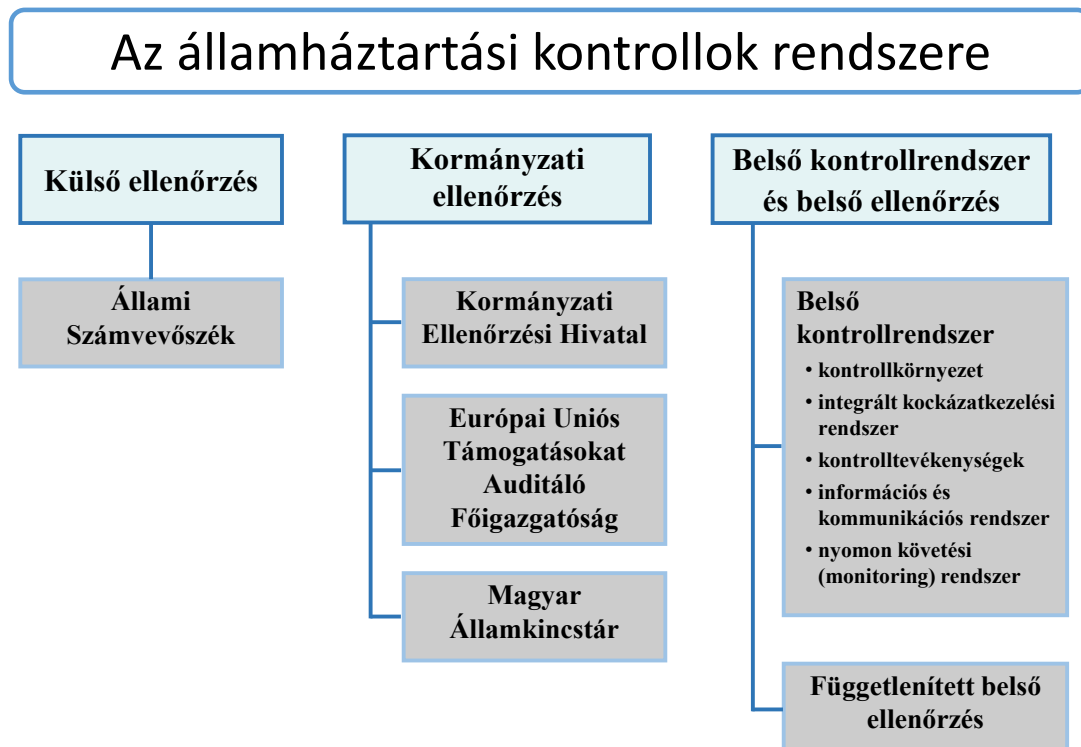 Az államháztartási kontrollok rendszere
Külső ellenőrzés
Állami
Számvevőszék
Kormányzati
ellenőrzés
Kormányzati
Ellenőrzési Hivatal
Európai Uniós
Támogatásokat
Auditáló
Főigazgatóság
Magyar
Államkincstár
Belső kontrollrendszer
és belső ellenőrzés
Belső
kontrollrendszer
• kontrollkörnyezet
• integrált kockázatkezelési
rendszer
• kontrolltevékenységek
• információs és
kommunikációs rendszer
• nyomon követési
(monitoring) rendszer
Függetlenített belső
ellenőrzés